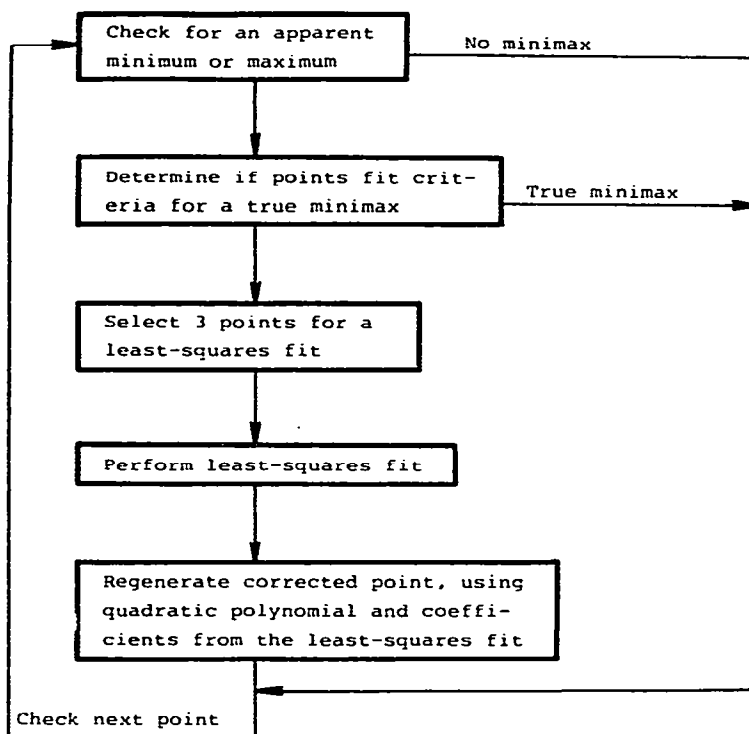 Check for an apparent
minimum or maximum
No minimax
Determine if points fit crit-
eria for a true minimax
True minimax
Select 3 points for a
least-squares fit
Perform least-squares fit
Regenerate corrected point, using
quadratic polynomial and coeffi-
cients from the least-squares fit
Check next point